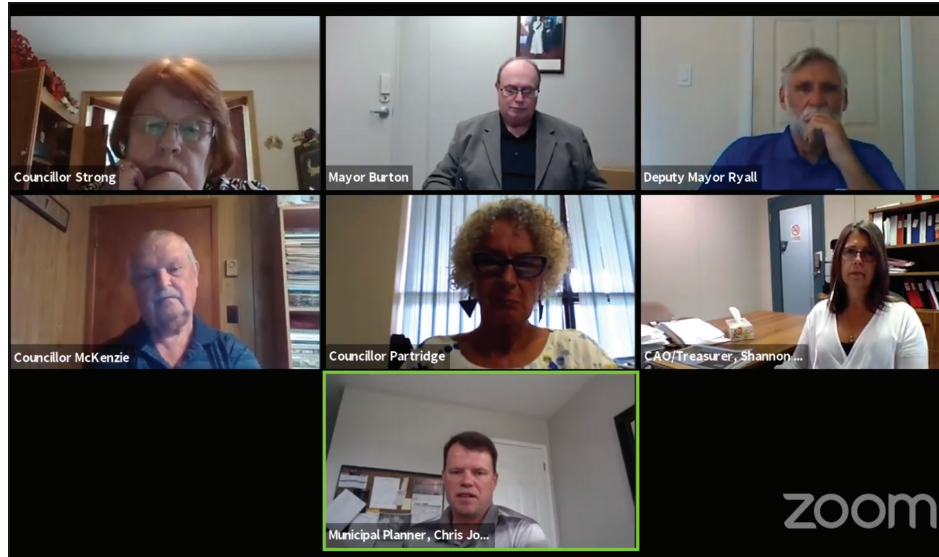 Councillor Strong
Mayor Burton
Deputy Mayor Ryall
Councillor McKenzie
Councillor Partridge
CAO/Treasurer, Shannon ...
Municipal Planner, Chris Jo...
zoom